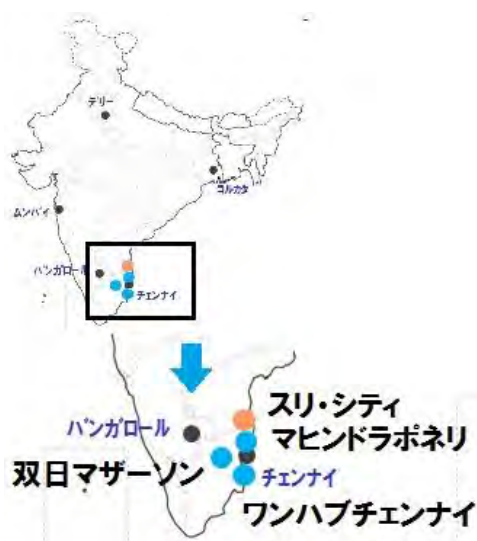 デリー
コルカタ
ムンバイ
バンガロール
チェンナイ
スリ・シティ
バンガロール
マヒンドラポネリ
双日マザーソン
チェンナイ
ワンハブチェンナイ